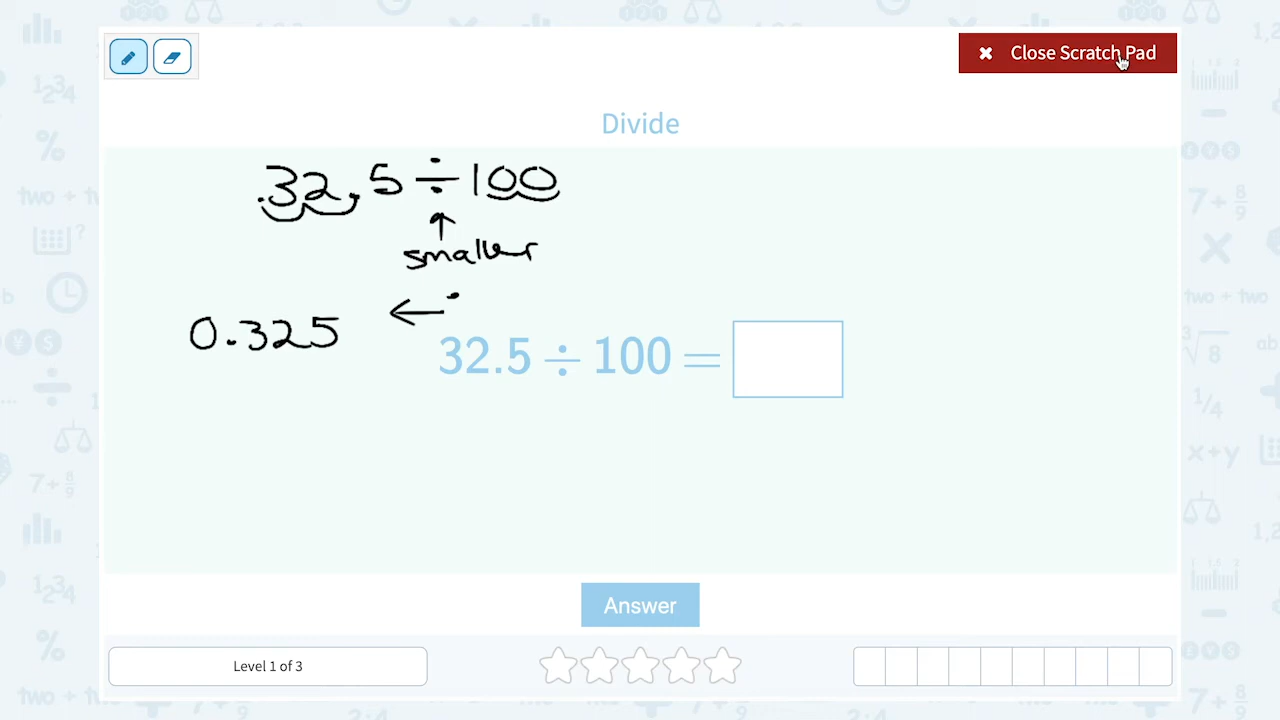 Close Scratch Pad
Divide
.32.5 ÷ 100
smaller
0.325
32.5 ÷ 100 =
Answer
Level 1 of 3